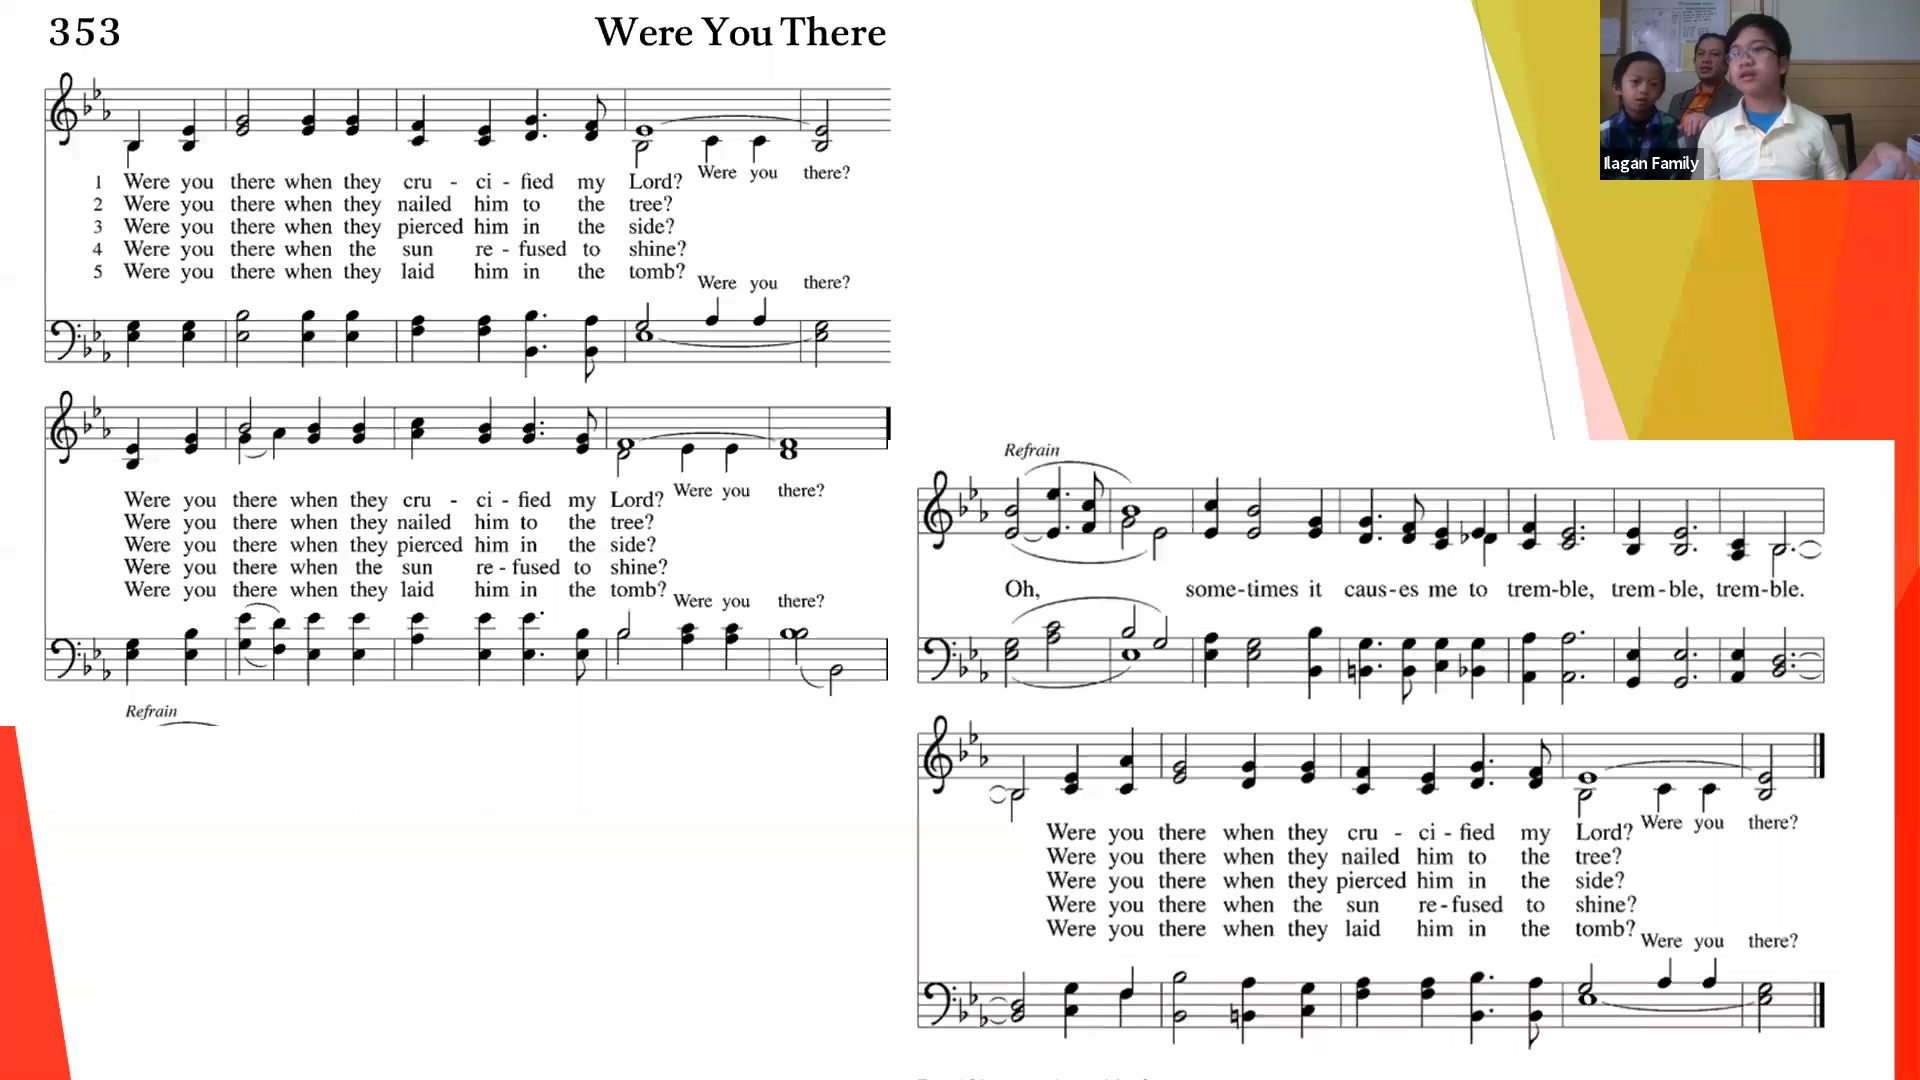 353 Were You There
1 Were you there when they cru - ci - fied my Lord? Were you there?
2 Were you there when they nailed him to the tree?
3 Were you there when they pierced him in the side?
4 Were you there when the sun re - fused to shine?
5 Were you there when they laid him in the tomb? Were you there?
Were you there when they cru - ci - fied my Lord? Were you there?
Were you there when they nailed him to the tree?
Were you there when they pierced him in the side?
Were you there when the sun re - fused to shine?
Were you there when they laid him in the tomb? Were you there?
Refrain
Refrain
Oh, some-times it caus-es me to trem-ble, trem-ble, trem-ble.
Were you there when they cru - ci - fied my Lord? Were you there?
Were you there when they nailed him to the tree?
Were you there when they pierced him in the side?
Were you there when the sun re - fused to shine?
Were you there when they laid him in the tomb? Were you there?
Ilagan Family